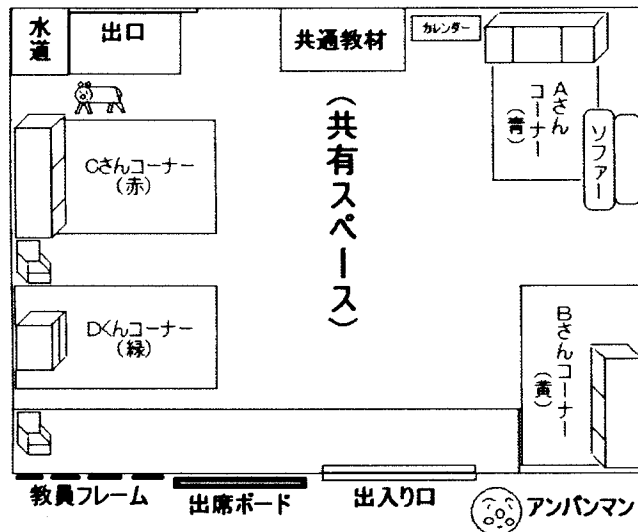 水道
出口
共通教材
カレンダー
Aさん
コーナー
(青)
ソファー
Cさんコーナー
(赤)
(共有スペース)
Dくんコーナー
(緑)
Bさんコーナー
(黄)
教員フレーム
出席ボード
出入り口
アンパンマン